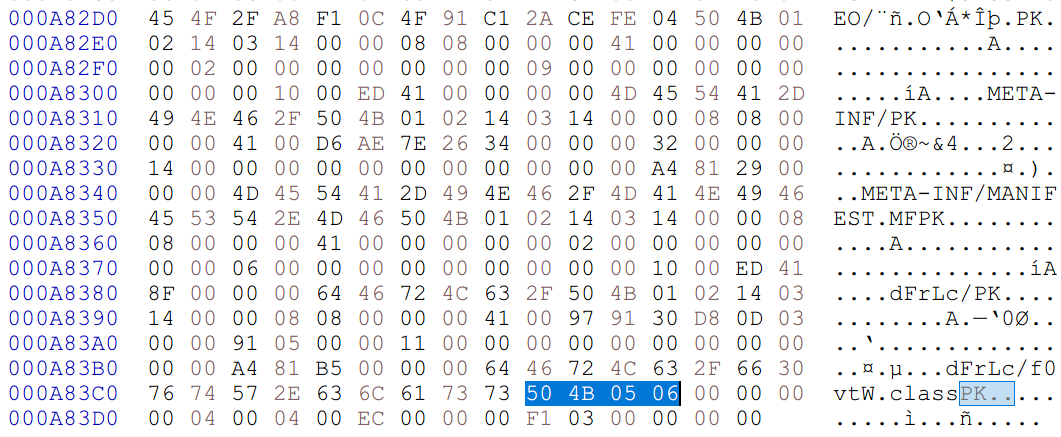 000A82D0 45 4F 2F A8 F1 0C 4F 91 C1 2A CE FE 04 50 4B 01 EO/¨ñ.O‘Á*Îþ.PK.
000A82E0 02 14 03 14 00 00 08 08 00 00 00 41 00 00 00 00 ...........A....
000A82F0 00 02 00 00 00 00 00 00 00 09 00 00 00 00 00 00 ................
000A8300 00 00 00 10 00 ED 41 00 00 00 00 4D 45 54 41 2D .....íA....META-
000A8310 49 4E 46 2F 50 4B 01 02 14 03 14 00 00 08 08 00 INF/PK..........
000A8320 00 00 41 00 D6 AE 7E 26 34 00 00 00 32 00 00 00 ..A.Ö®~&4...2...
000A8330 14 00 00 00 00 00 00 00 00 00 00 00 A4 81 29 00 ............¤.).
000A8340 00 00 4D 45 54 41 2D 49 4E 46 2F 4D 41 4E 49 46 ..META-INF/MANIF
000A8350 45 53 54 2E 4D 46 50 4B 01 02 14 03 14 00 00 08 EST.MFPK........
000A8360 08 00 00 00 41 00 00 00 00 00 02 00 00 00 00 00 ....A...........
000A8370 00 00 06 00 00 00 00 00 00 00 00 00 10 00 ED 41 ..............íA
000A8380 8F 00 00 00 64 46 72 4C 63 2F 50 4B 01 02 14 03 ....dFrLc/PK....
000A8390 14 00 00 08 08 00 00 00 41 00 97 91 30 D8 0D 03 ........A.—‘0Ø..
000A83A0 00 00 91 05 00 00 11 00 00 00 00 00 00 00 00 00 ..‘.............
000A83B0 00 00 A4 81 B5 00 00 00 64 46 72 4C 63 2F 66 30 ..¤.µ...dFrLc/f0
000A83C0 76 74 57 2E 63 6C 61 73 73 50 4B 05 06 00 00 00 vtW.classPK.....
000A83D0 00 04 00 04 00 EC 00 00 00 F1 03 00 00 00 00 .....ì...ñ.....